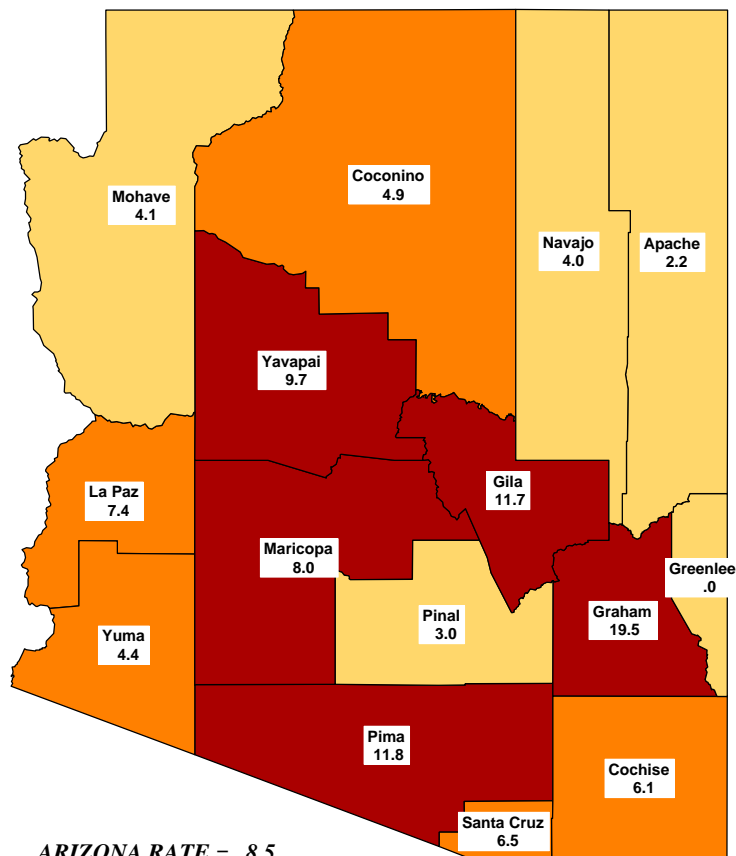 Coconino
4.9
Mohave
4.1
Navajo
4.0
Apache
2.2
Yavapai
9.7
Gila
11.7
La Paz
7.4
Maricopa
8.0
Greenlee
.0
Graham
19.5
Pinal
3.0
Yuma
4.4
Pima
11.8
Cochise
6.1
Santa Cruz
6.5
ARIZONA RATE = 8.5